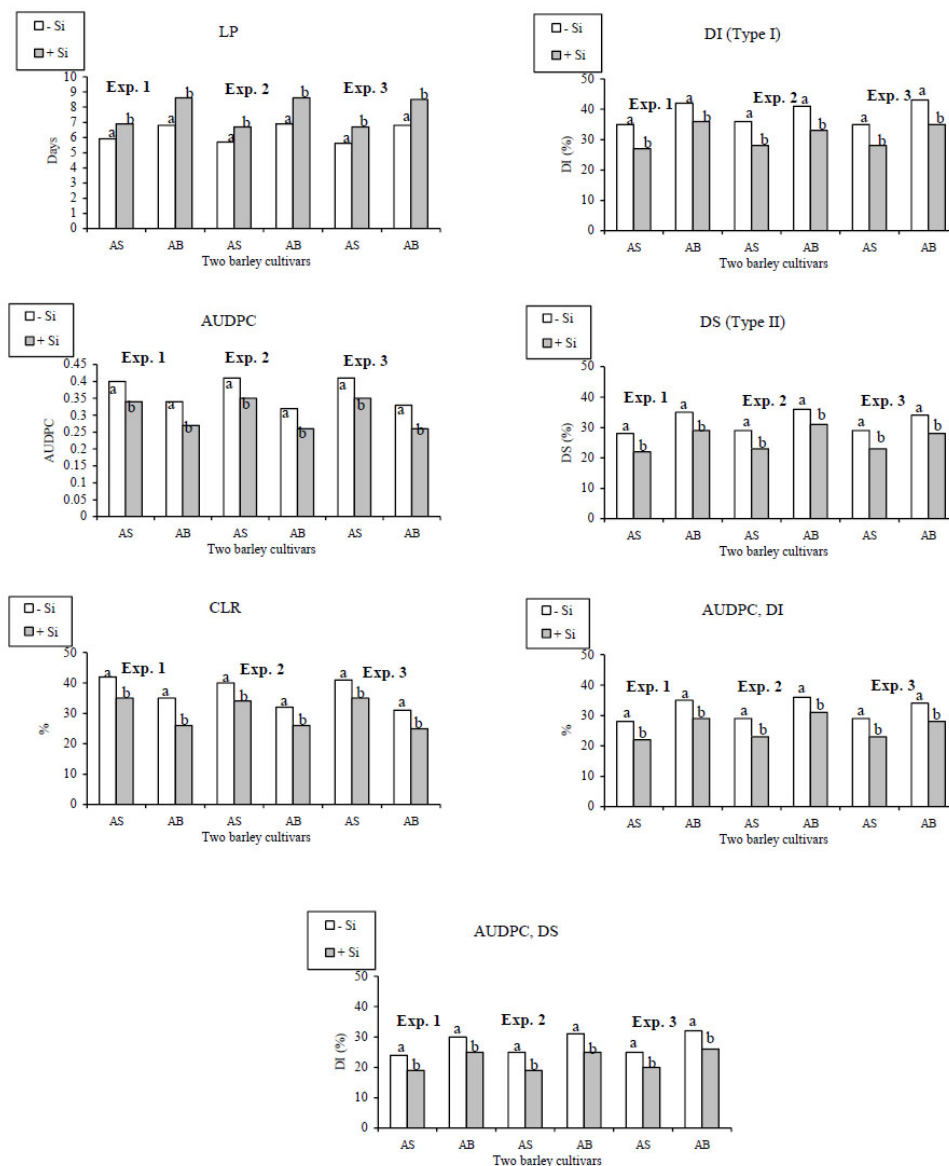 - Si
+ Si
LP
Days
10
9
8
7
6
5
4
3
2
1
0
Exp. 1 Exp. 2 Exp. 3
a b a b a b a b a b a b
AS AB AS AB AS AB
Two barley cultivars
- Si
+ Si
DI (Type I)
DI (%)
50
40
30
20
10
0
Exp. 1 Exp. 2 Exp. 3
a b a b a b a b a b a b
AS AB AS AB AS AB
Two barley cultivars
- Si
+ Si
AUDPC
AUDPC
0.45
0.4
0.35
0.3
0.25
0.2
0.15
0.1
0.05
0
Exp. 1 Exp. 2 Exp. 3
a b a b a b a b a b a b
AS AB AS AB AS AB
Two barley cultivars
- Si
+ Si
DS (Type II)
DS (%)
50
40
30
20
10
0
Exp. 1 Exp. 2 Exp. 3
a b a b a b a b a b a b
AS AB AS AB AS AB
Two barley cultivars
- Si
+ Si
CLR
%
50
40
30
20
10
0
Exp. 1 Exp. 2 Exp. 3
a b a b a b a b a b a b
AS AB AS AB AS AB
Two barley cultivars
- Si
+ Si
AUDPC, DI
%
50
40
30
20
10
0
Exp. 1 Exp. 2 Exp. 3
a b a b a b a b a b a b
AS AB AS AB AS AB
Two barley cultivars
- Si
+ Si
AUDPC, DS
DI (%)
50
40
30
20
10
0
Exp. 1 Exp. 2 Exp. 3
a b a b a b a b a b a b
AS AB AS AB AS AB
Two barley cultivars